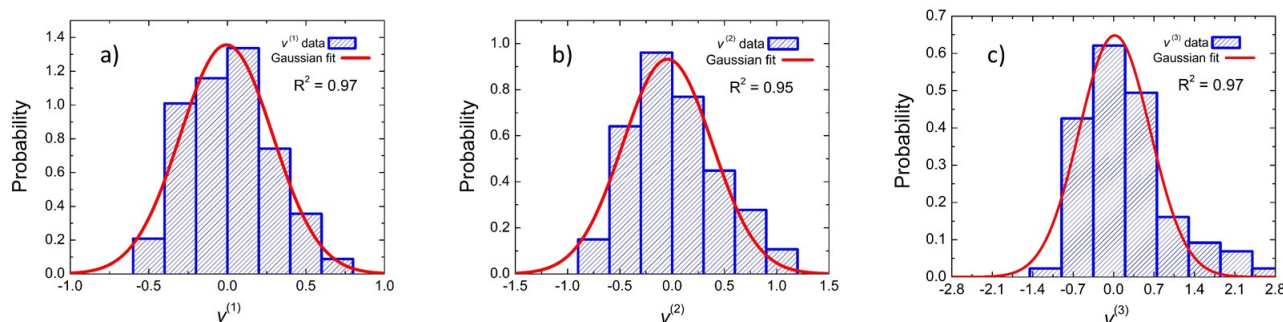 a)
v(1) data
Gaussian fit
R2 = 0.97
Probability
1.4
1.2
1.0
0.8
0.6
0.4
0.2
0.0
-1.0 -0.5 0.0 0.5 1.0
v(1)
b)
v(2) data
Gaussian fit
R2 = 0.95
Probability
1.0
0.8
0.6
0.4
0.2
0.0
-1.5 -1.0 -0.5 0.0 0.5 1.0 1.5
v(2)
c)
v(3) data
Gaussian fit
R2 = 0.97
Probability
0.7
0.6
0.5
0.4
0.3
0.2
0.1
0.0
-2.8 -2.1 -1.4 -0.7 0.0 0.7 1.4 2.1 2.8
v(3)